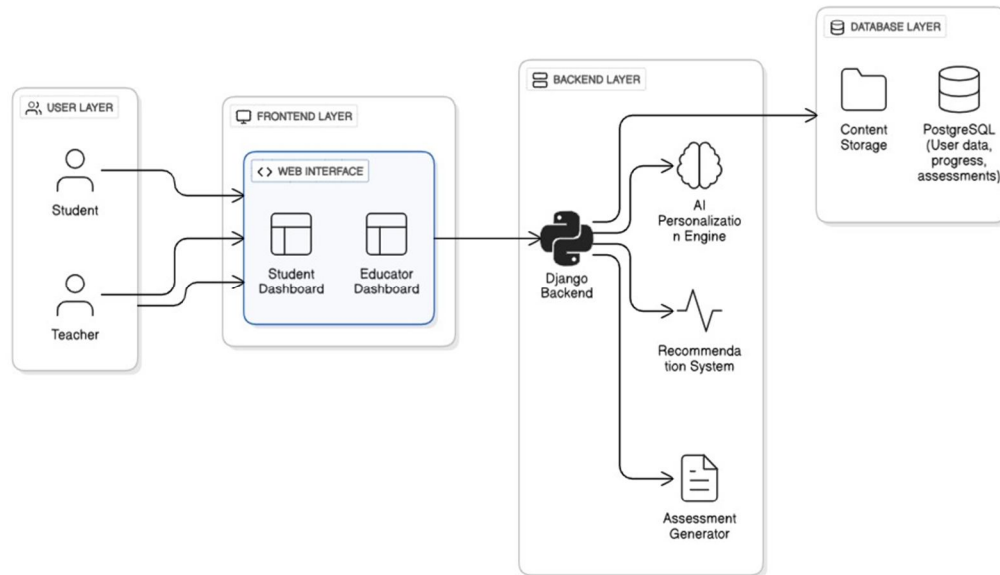 USER LAYER
Student
Teacher
FRONTEND LAYER
WEB INTERFACE
Student
Dashboard
Educator
Dashboard
BACKEND LAYER
Django
Backend
AI
Personalizatio
n Engine
Recommenda
tion System
Assessment
Generator
DATABASE LAYER
Content
Storage
PostgreSQL
(User data,
progress,
assessments)